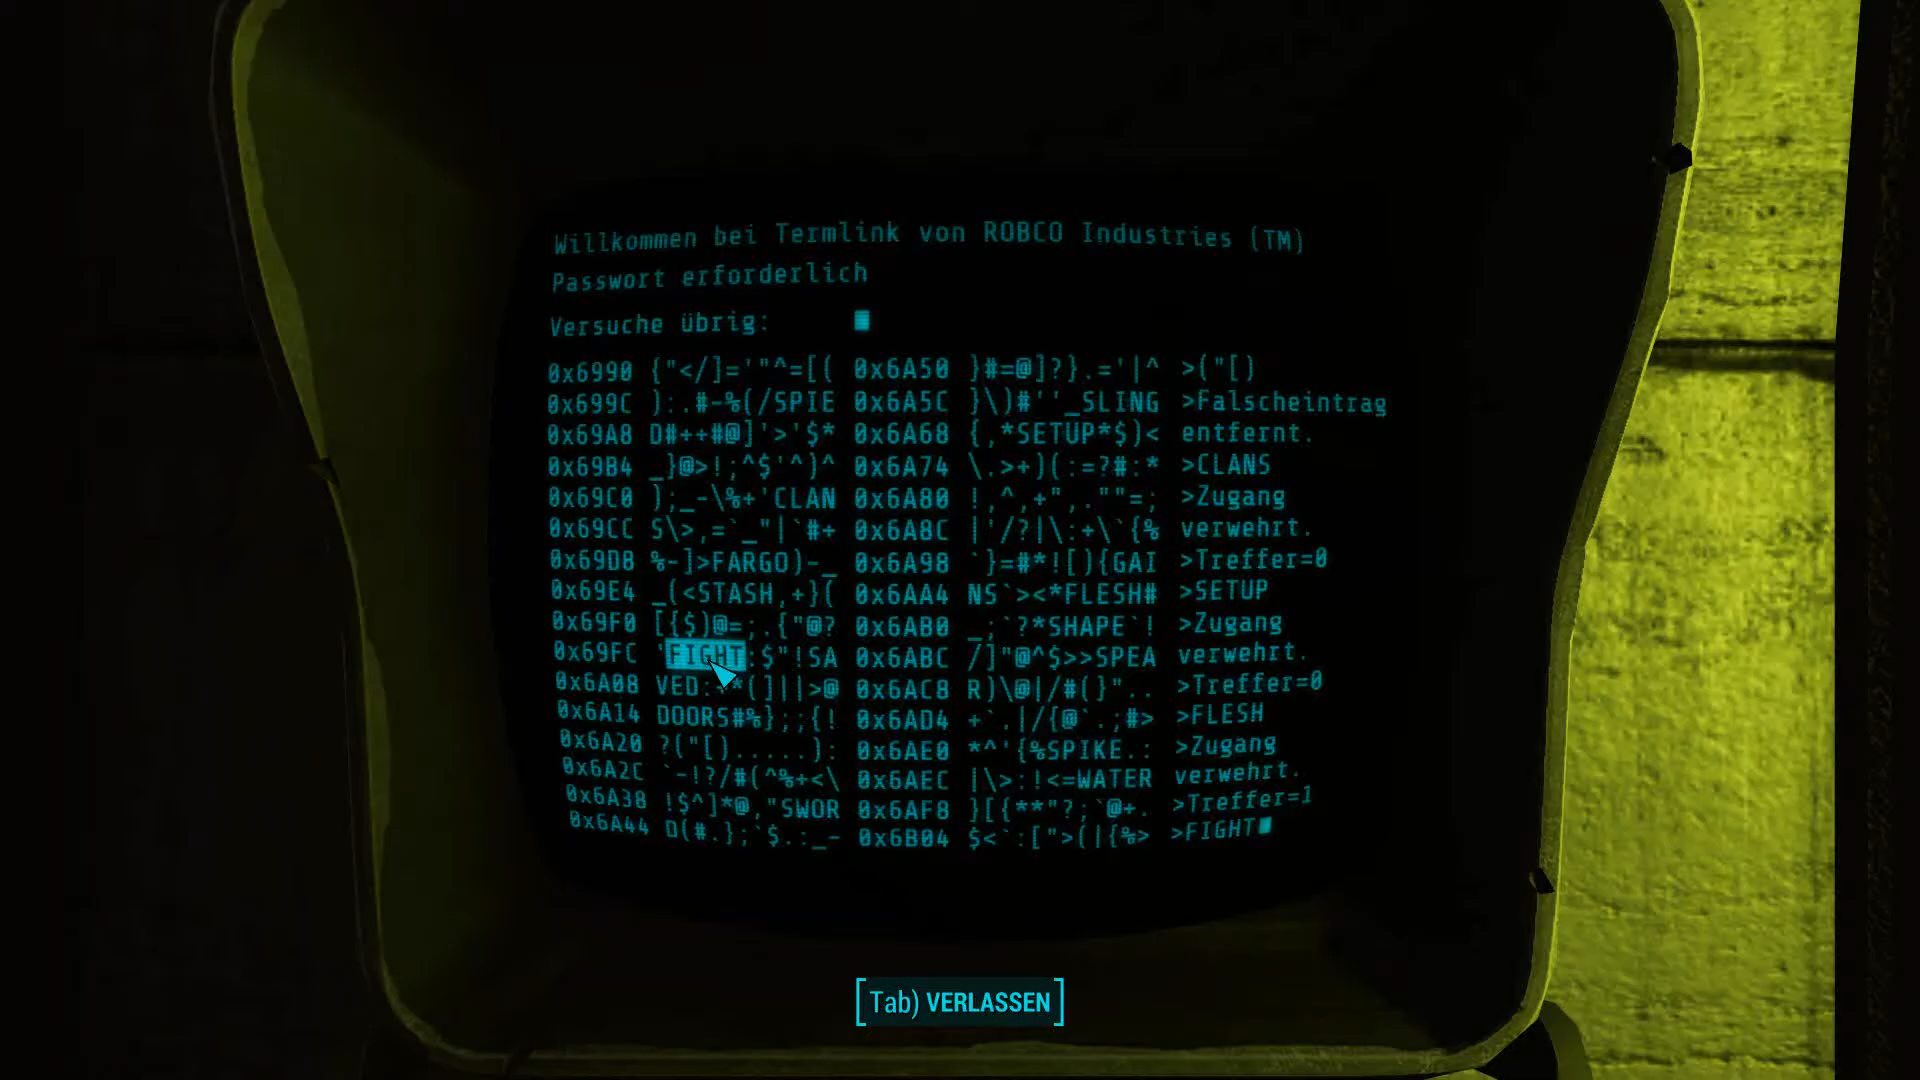 Willkommen bei Termlink von ROBCO Industries (TM)
Passwort erforderlich
Versuche übrig:
0x6990 {"</]='"^=[( 0x6A50 }#=@]?}.='|^ >("[)
0x699C ):.#-%(/SPIE 0x6A5C }\)#''_SLING >Falscheintrag
0x69A8 D#++#@]'>'$* 0x6A68 {,*SETUP*$)< entfernt.
0x69B4 _}@>!;^$'^)^ 0x6A74 \.>+)(:=?#:* >CLANS
0x69C0 );_-\%+'CLAN 0x6A80 !,^,+",.""=; >Zugang
0x69CC S\>,=`_"|`#+ 0x6A8C |'/?|\:+\`{% verwehrt.
0x69D8 %-]>FARGO)-_ 0x6A98 `}=#*![){GAI >Treffer=0
0x69E4 _(<STASH,+}( 0x6AA4 NS`><*FLESH# >SETUP
0x69F0 [{$)@=;.{"@? 0x6AB0 _;`?*SHAPE`! >Zugang
0x69FC 'FIGHT:$"!SA 0x6ABC /]"@^$>>SPEA verwehrt.
0x6A08 VED:+*(]||>@ 0x6AC8 R)\@|/#(}".. >Treffer=0
0x6A14 DOORS#%};;{! 0x6AD4 +`.|/{@`.;#> >FLESH
0x6A20 ?("[).....): 0x6AE0 *^'{%SPIKE.: >Zugang
0x6A2C `-!?/#(^%+<\ 0x6AEC |\>:!<=WATER verwehrt.
0x6A38 !$^]*@,"SWOR 0x6AF8 }[{**"?;`@+. >Treffer=1
0x6A44 D(#.};`$.:_- 0x6B04 $<`:[">(|{%> >FIGHT
Tab) VERLASSEN